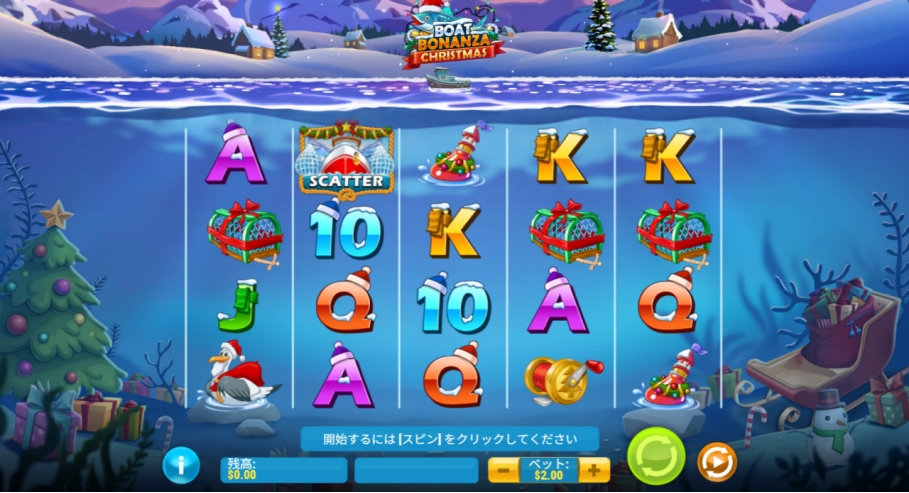 BOAT
BONANZA
CHRISTMAS
A
SCATTER
K
K
10
K
J
Q
10
A
Q
A
Q
開始するには [スピン] をクリックしてください
i
残高:
$0.00
ベット:
$2.00